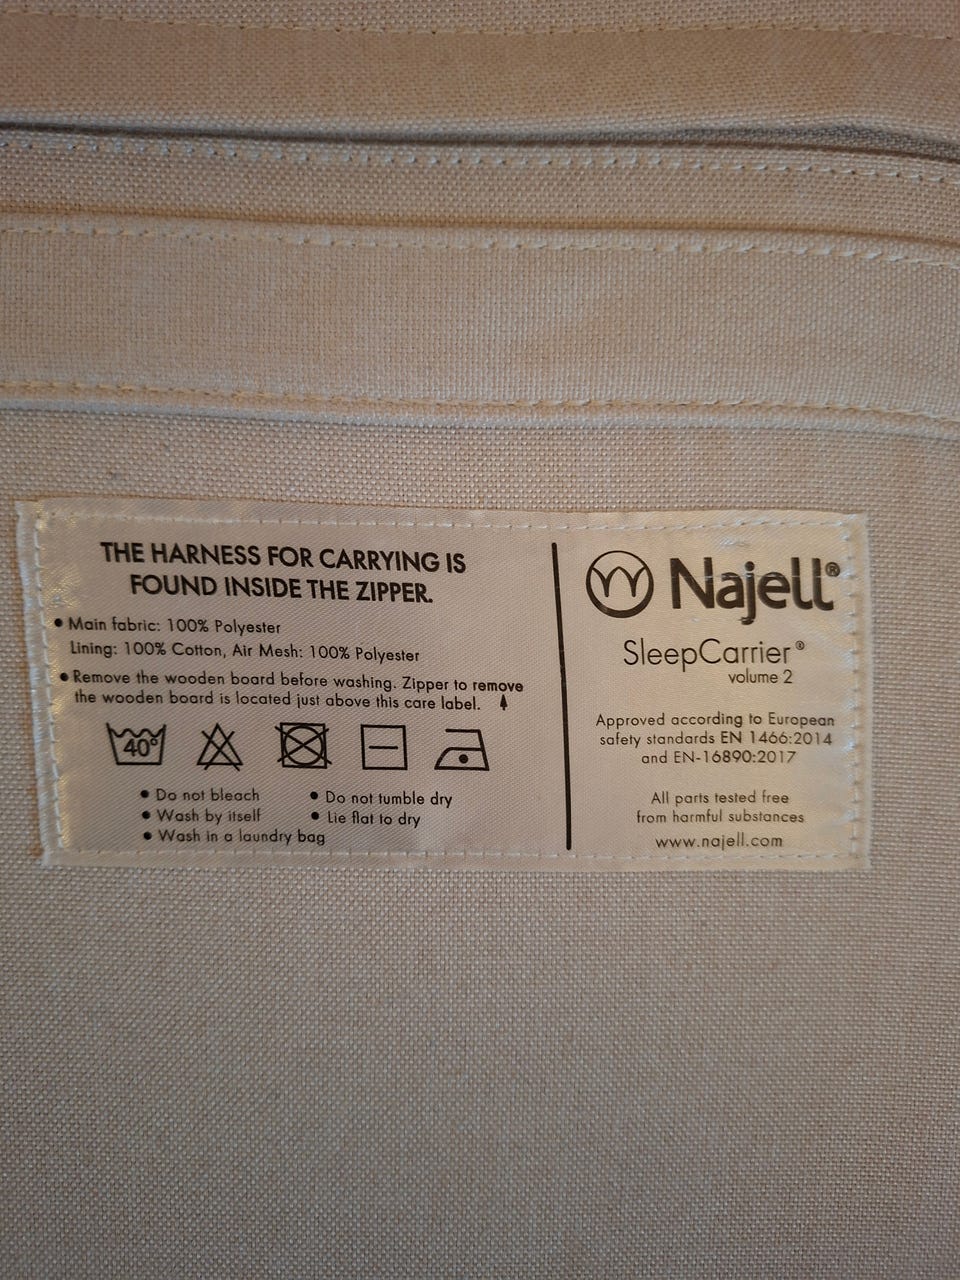 THE HARNESS FOR CARRYING IS
FOUND INSIDE THE ZIPPER.
• Main fabric: 100% Polyester
Lining: 100% Cotton, Air Mesh: 100% Polyester
• Remove the wooden board before washing. Zipper to remove
the wooden board is located just above this care label.
40°
• Do not bleach
• Do not tumble dry
• Wash by itself
• Lie flat to dry
• Wash in a laundry bag
Najell®
SleepCarrier®
volume 2
Approved according to European
safety standards EN 1466:2014
and EN-16890:2017
All parts tested free
from harmful substances
www.najell.com